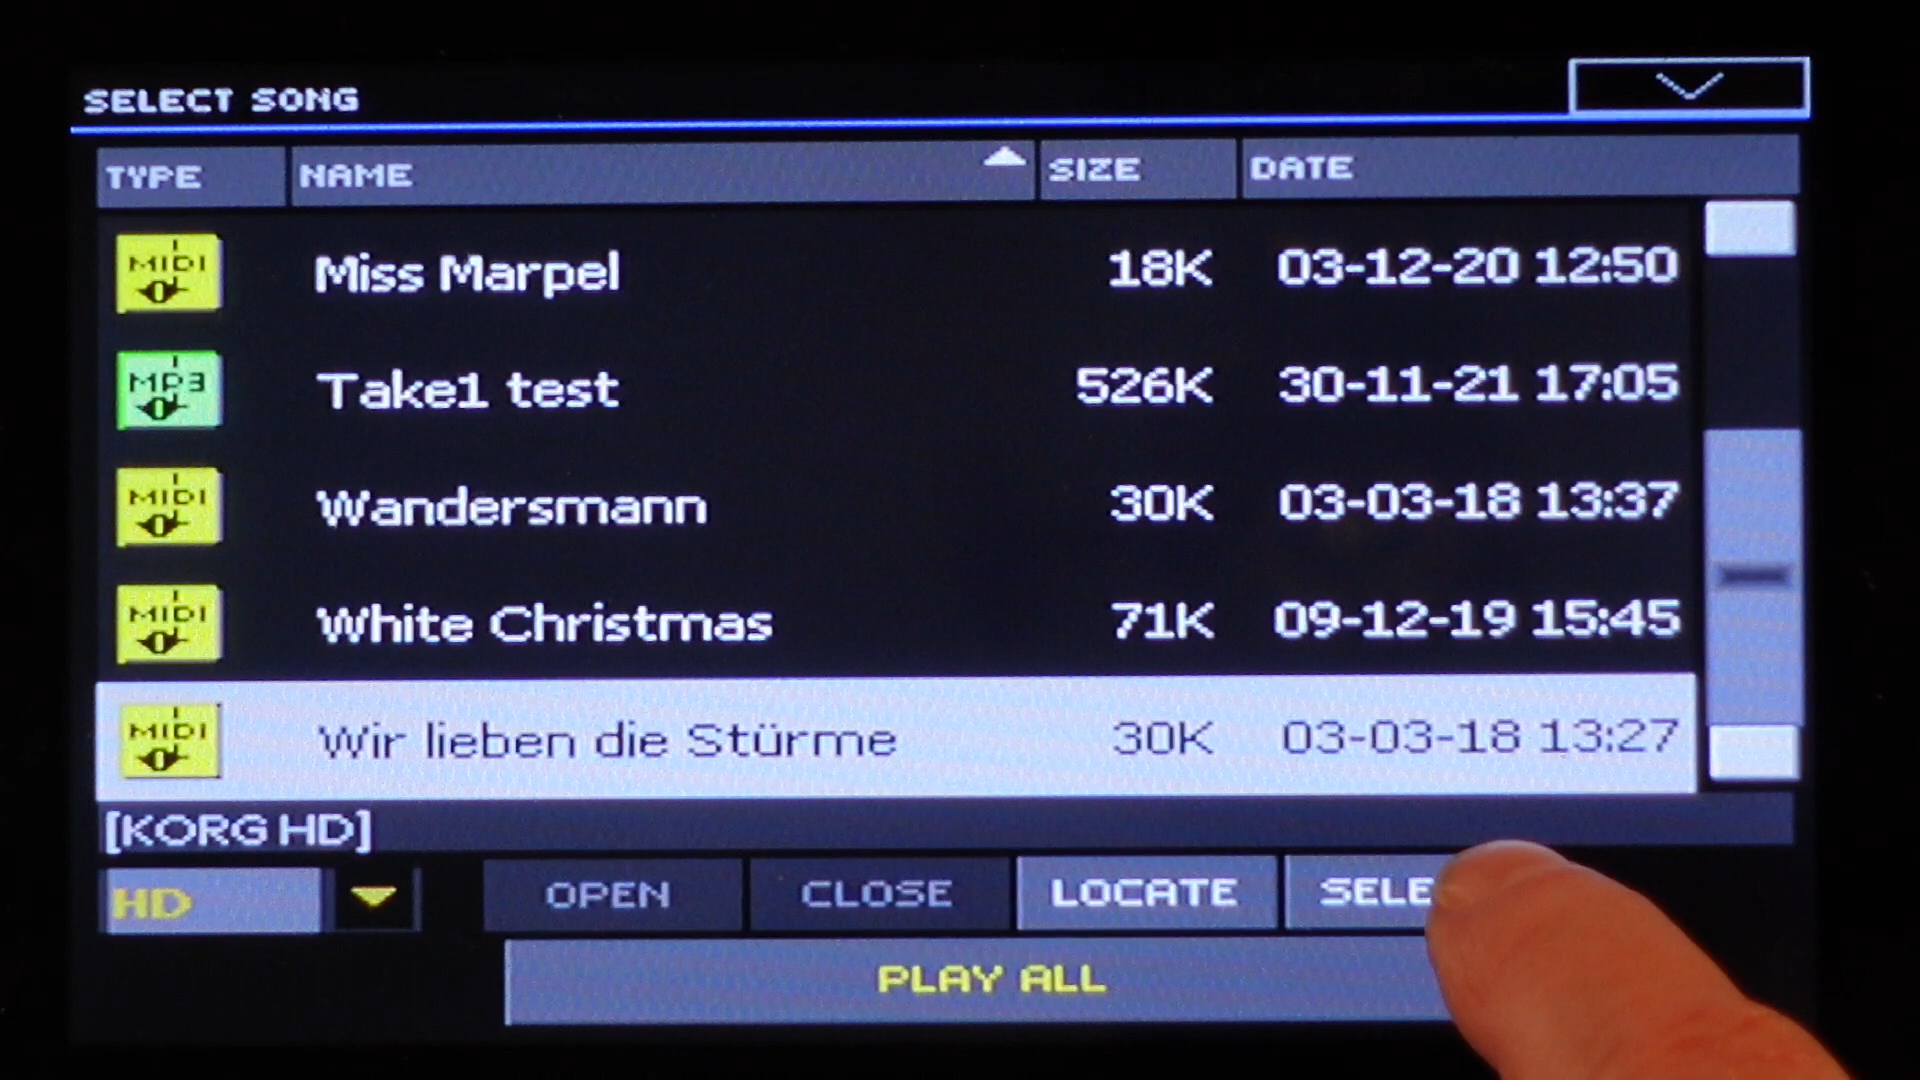 SELECT SONG
TYPE NAME SIZE DATE
MIDI Miss Marpel 18K 03-12-20 12:50
MP3 Take1 test 526K 30-11-21 17:05
MIDI Wandersmann 30K 03-03-18 13:37
MIDI White Christmas 71K 09-12-19 15:45
MIDI Wir lieben die Stürme 30K 03-03-18 13:27
[KORG HD]
HD OPEN CLOSE LOCATE
PLAY ALL